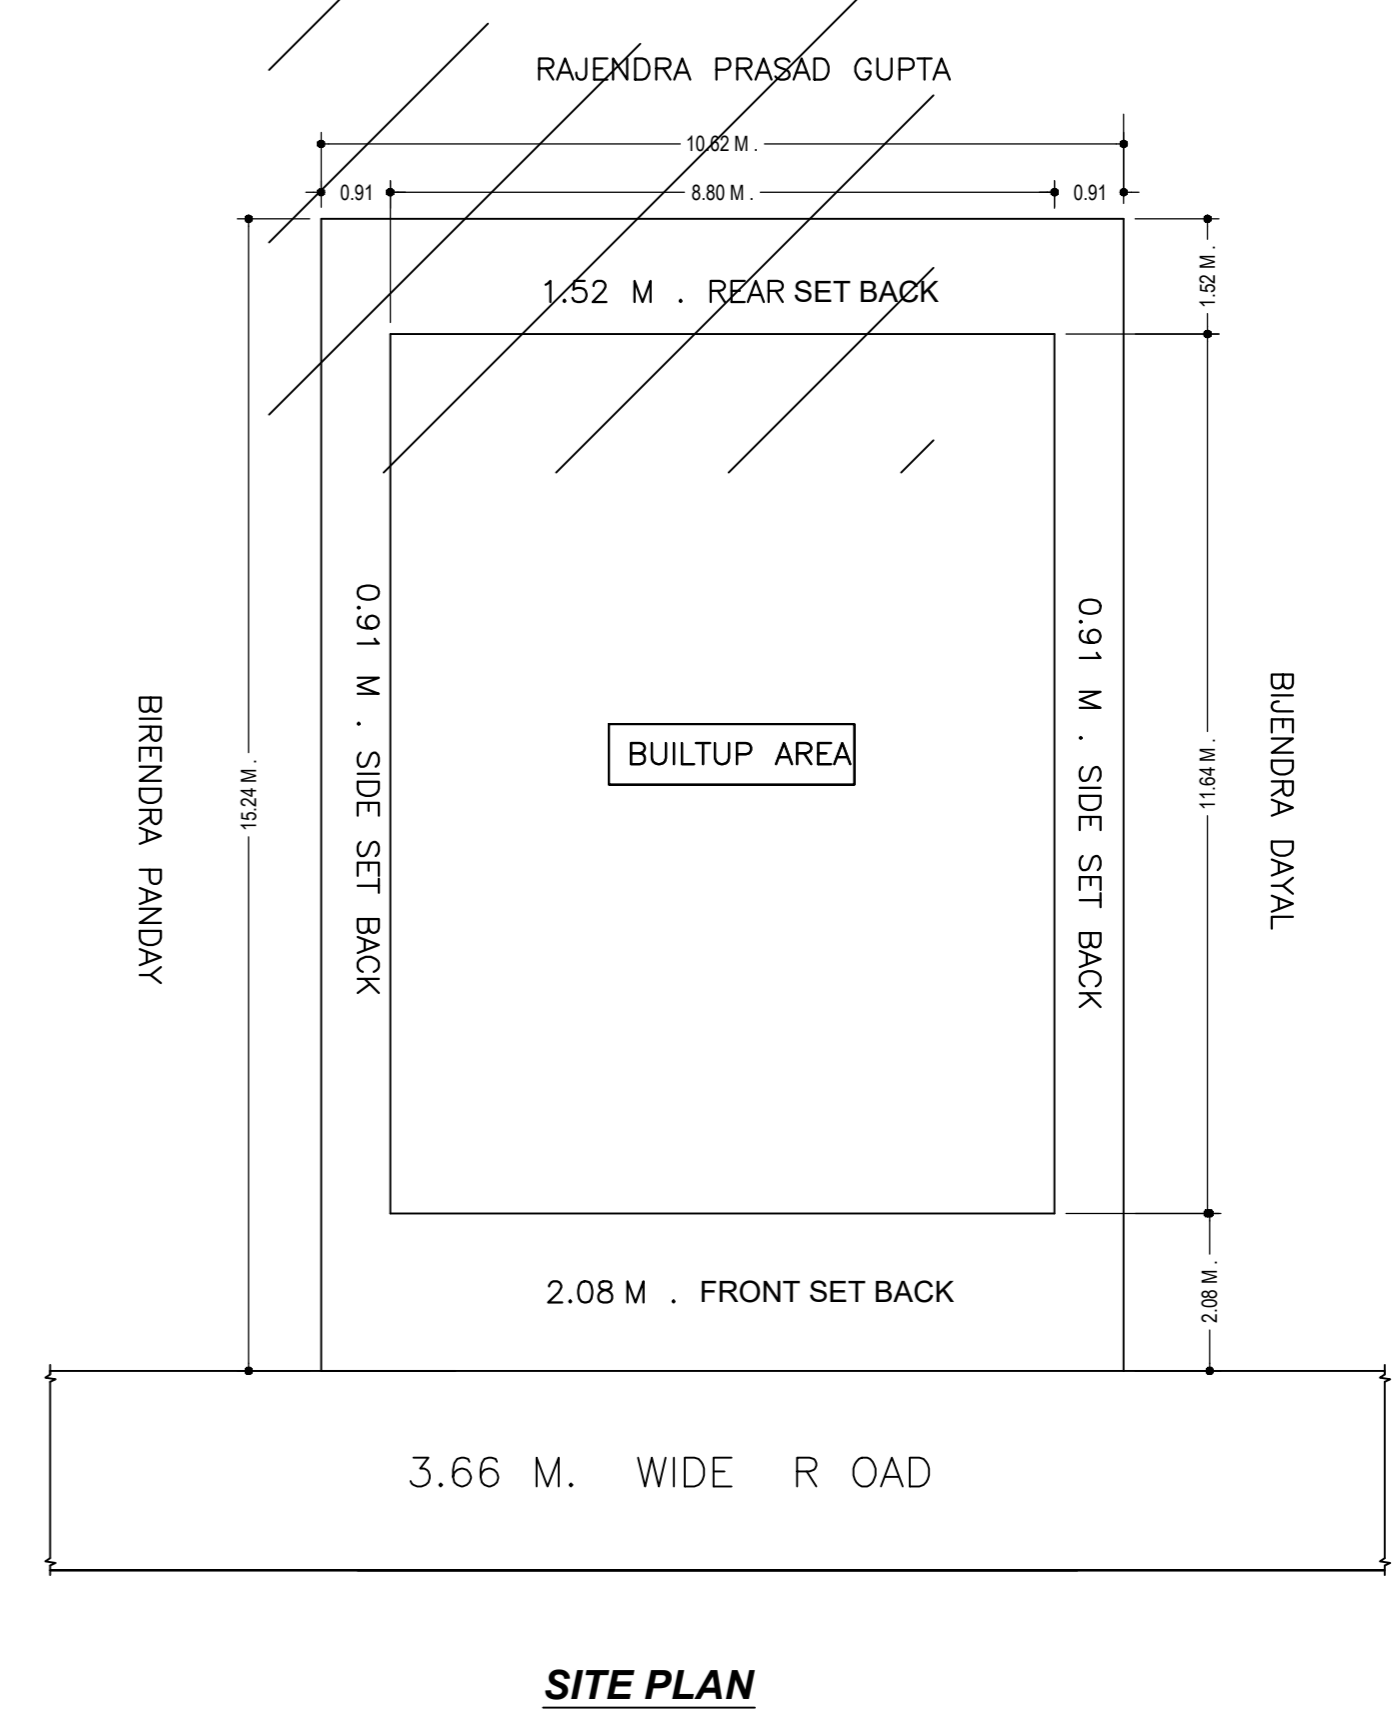 RAJENDRA PRASAD GUPTA
10.62 M .
0.91
8.80 M .
0.91
1.52 M .
1.52 M . REAR SET BACK
0.91 M . SIDE SET BACK
0.91 M . SIDE SET BACK
BIRENDRA PANDAY
15.24 M .
BUILTUP AREA
11.64 M .
BIJENDRA DAYAL
2.08 M . FRONT SET BACK
2.08 M .
3.66 M. WIDE R OAD
SITE PLAN